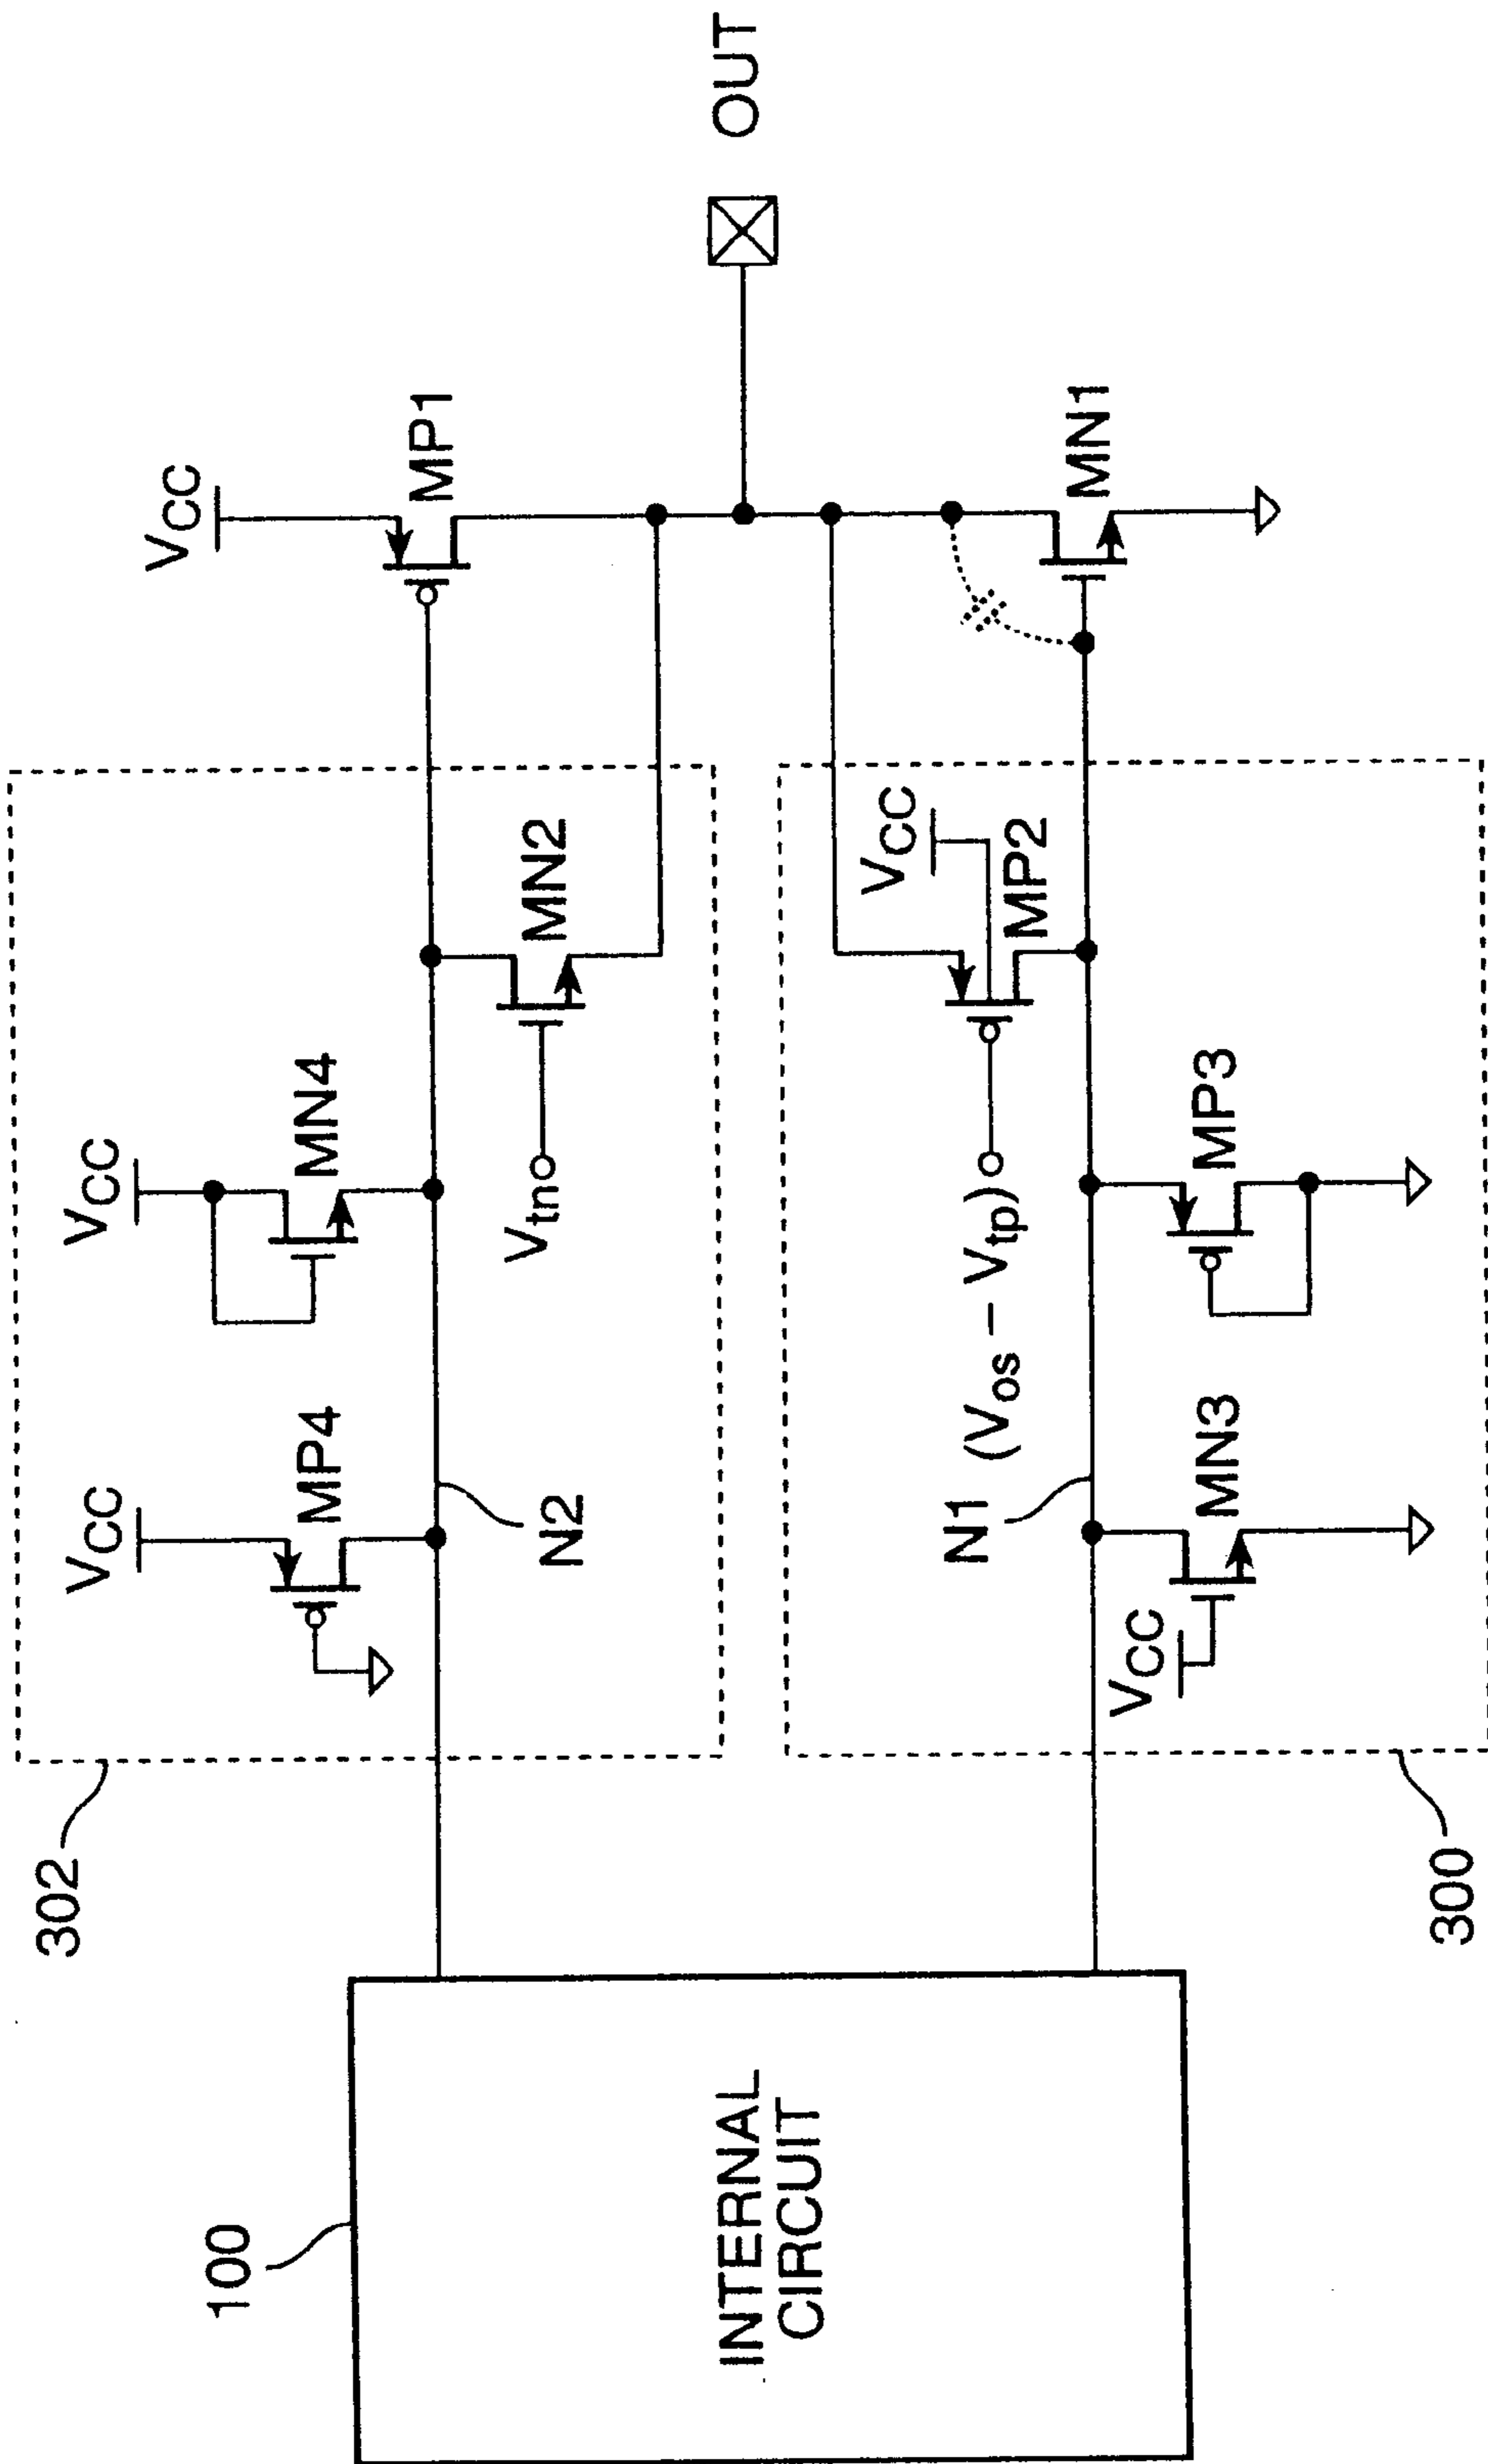 302
VCC
VCC
VCC
MP4
MN4
MP1
N2
Vtn
MN2
100
INTERNAL
CIRCUIT
OUT
VCC
N1
(Vos – Vtp)
MP2
VCC
MN3
MP3
MN1
300